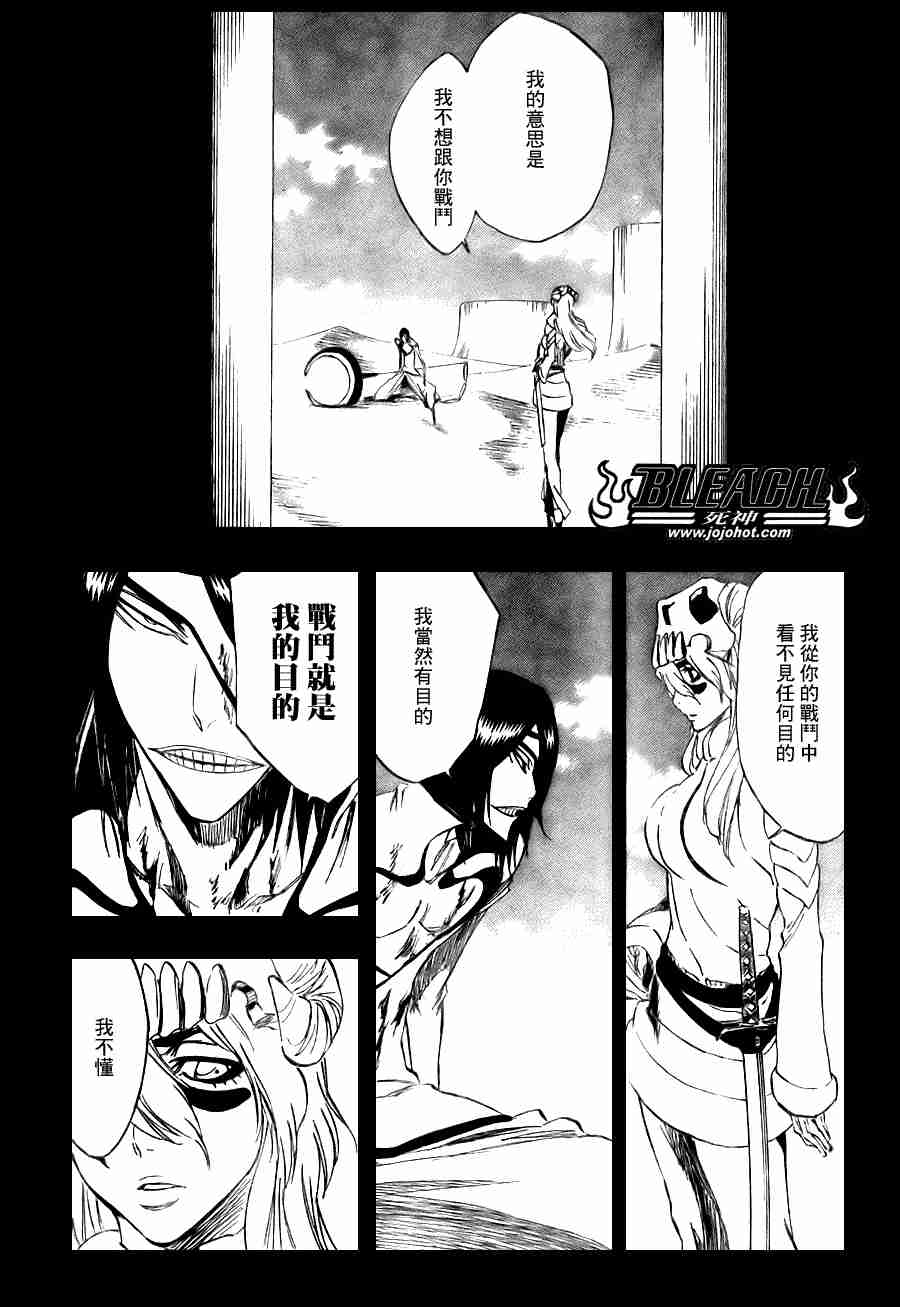 我的意思是
我不想跟你戰鬥
BLEACH
死神
www.jojohot.com
我從你的戰鬥中
看不見任何目的
我當然有目的
戰鬥就是
我的目的
我不懂